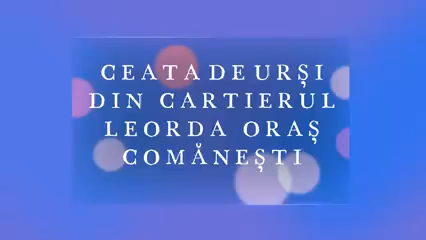 CEATA DE URȘI
DIN CARTIERUL
LEORDA ORAȘ
COMĂNEȘTI